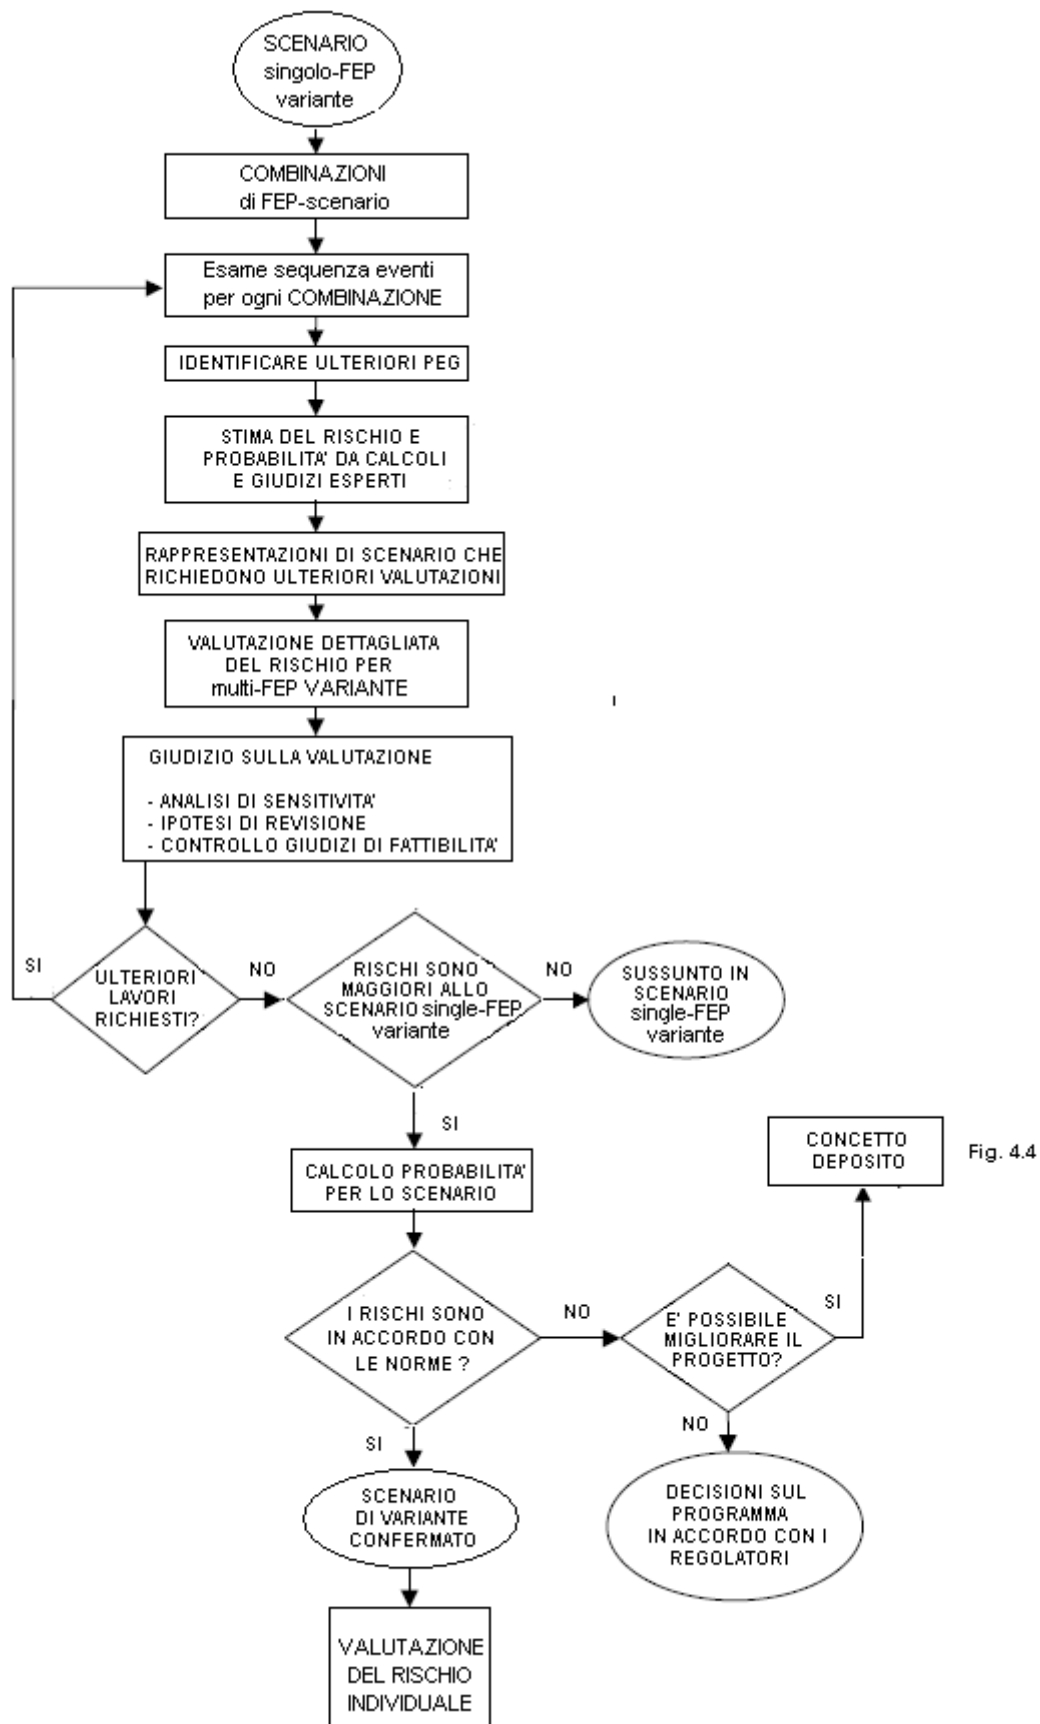 SCENARIO
singolo-FEP
variante
COMBINAZIONI
di FEP-scenario
Esame sequenza eventi
per ogni COMBINAZIONE
IDENTIFICARE ULTERIORI PEG
STIMA DEL RISCHIO E
PROBABILITA' DA CALCOLI
E GIUDIZI ESPERTI
RAPPRESENTAZIONI DI SCENARIO CHE
RICHIEDONO ULTERIORI VALUTAZIONI
VALUTAZIONE DETTAGLIATA
DEL RISCHIO PER
multi-FEP VARIANTE
GIUDIZIO SULLA VALUTAZIONE
- ANALISI DI SENSITIVITA'
- IPOTESI DI REVISIONE
- CONTROLLO GIUDIZI DI FATTIBILITA'
SI
ULTERIORI
LAVORI
RICHIESTI?
NO
RISCHI SONO
MAGGIORI ALLO
SCENARIO single-FEP
variante
NO
SUSSUNTO IN
SCENARIO
single-FEP
variante
SI
CALCOLO PROBABILITA'
PER LO SCENARIO
CONCETTO
DEPOSITO
Fig. 4.4
I RISCHI SONO
IN ACCORDO CON
LE NORME ?
NO
E' POSSIBILE
MIGLIORARE IL
PROGETTO?
SI
NO
SI
SCENARIO
DI VARIANTE
CONFERMATO
DECISIONI SUL
PROGRAMMA
IN ACCORDO CON I
REGOLATORI
VALUTAZIONE
DEL RISCHIO
INDIVIDUALE